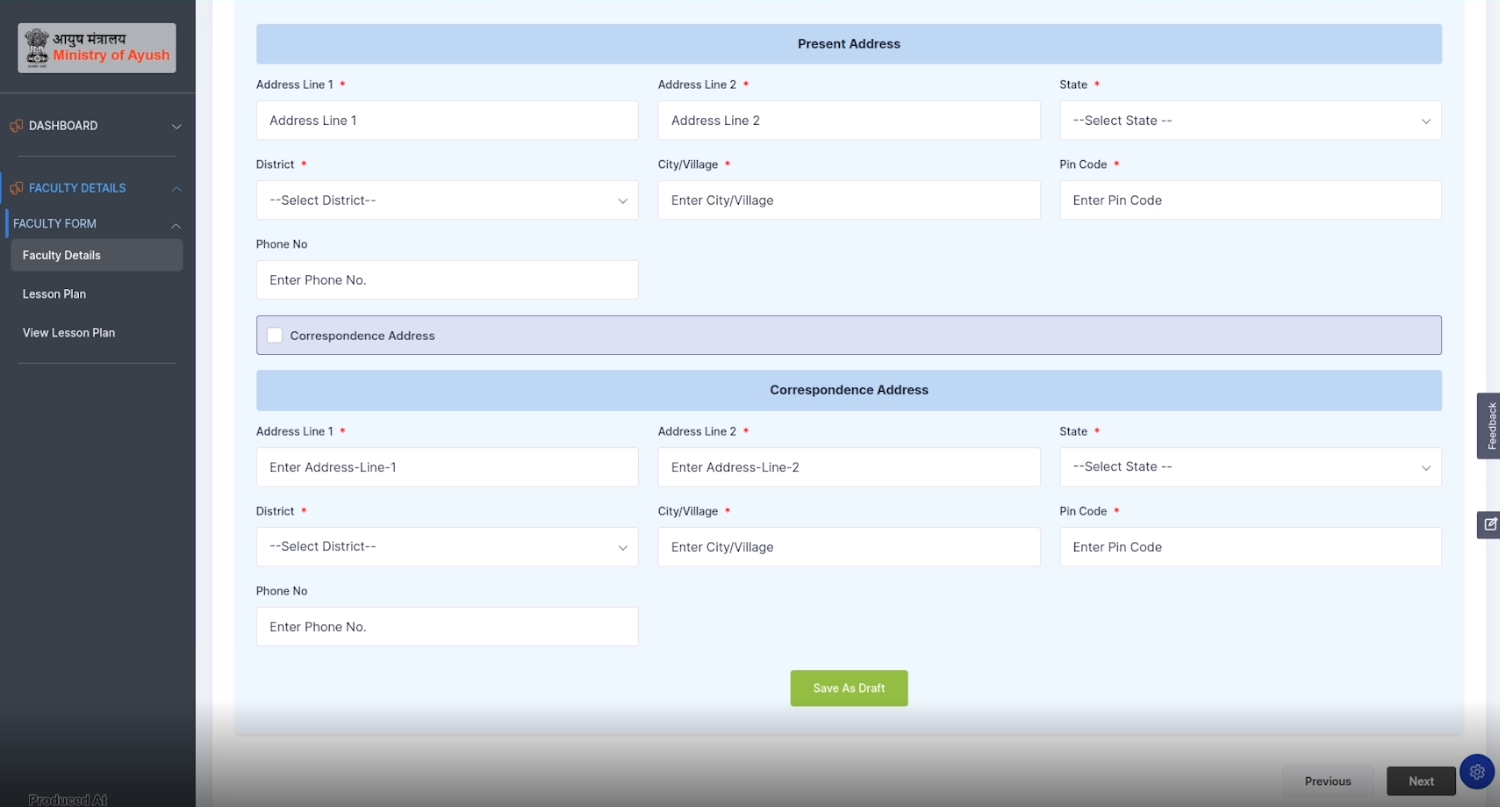 आयुष मंत्रालय
Ministry of Ayush
DASHBOARD
FACULTY DETAILS
FACULTY FORM
Faculty Details
Lesson Plan
View Lesson Plan
Produced At
Present Address
Address Line 1 * Address Line 2 * State *
Address Line 1 Address Line 2 --Select State --
District * City/Village * Pin Code *
--Select District-- Enter City/Village Enter Pin Code
Phone No
Enter Phone No.
Correspondence Address
Correspondence Address
Address Line 1 * Address Line 2 * State *
Enter Address-Line-1 Enter Address-Line-2 --Select State --
District * City/Village * Pin Code *
--Select District-- Enter City/Village Enter Pin Code
Phone No
Enter Phone No.
Save As Draft
Previous Next
Feedback